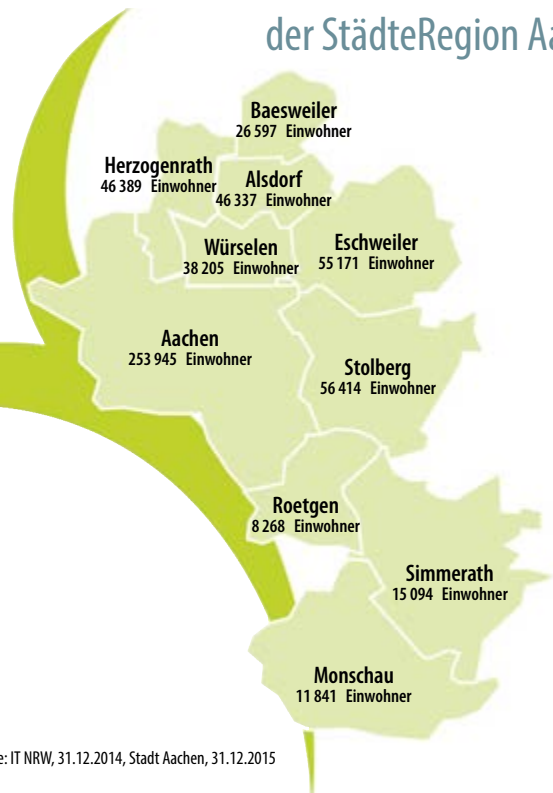 der StädteRegion Aa
Baesweiler
26 597 Einwohner
Herzogenrath
46 389 Einwohner
Alsdorf
46 337 Einwohner
Würselen
38 205 Einwohner
Eschweiler
55 171 Einwohner
Aachen
253 945 Einwohner
Stolberg
56 414 Einwohner
Roetgen
8 268 Einwohner
Simmerath
15 094 Einwohner
Monschau
11 841 Einwohner
e: IT NRW, 31.12.2014, Stadt Aachen, 31.12.2015